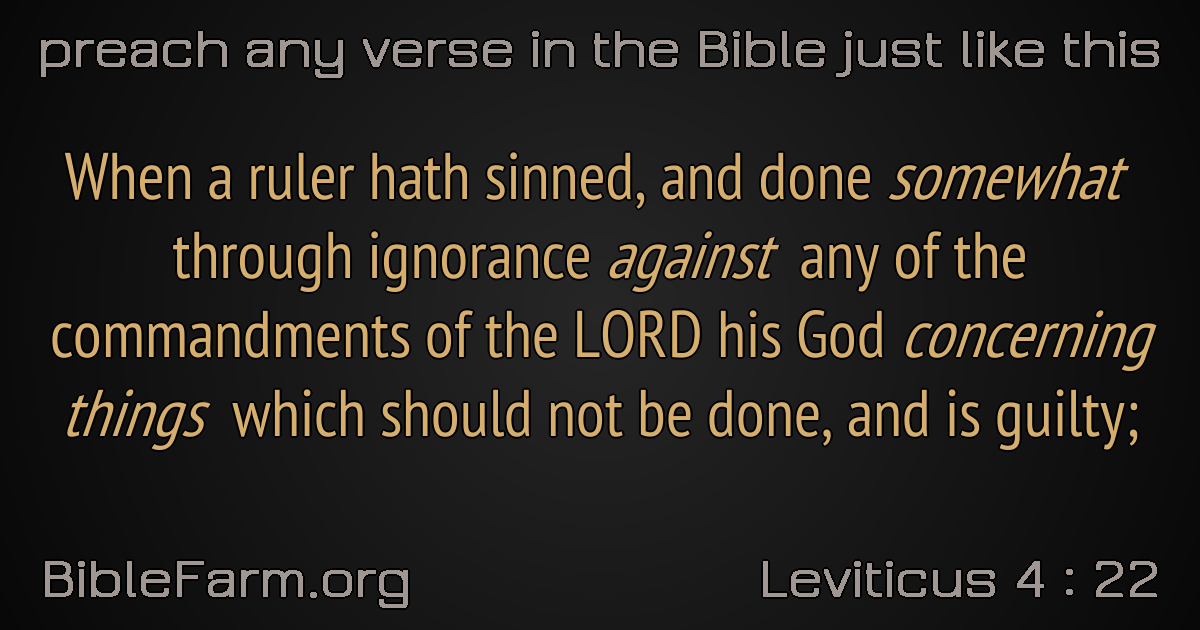 preach any verse in the Bible just like this
When a ruler hath sinned, and done somewhat
through ignorance against any of the
commandments of the LORD his God concerning
things which should not be done, and is guilty;
BibleFarm.org
Leviticus 4 : 22